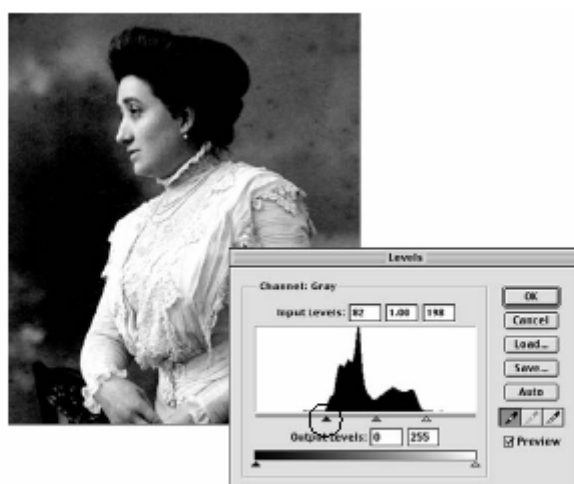 Levels
Channel: Gray
Input Levels: 82 1.00 198
Output Levels: 0 255
OK
Cancel
Load...
Save...
Auto
Preview